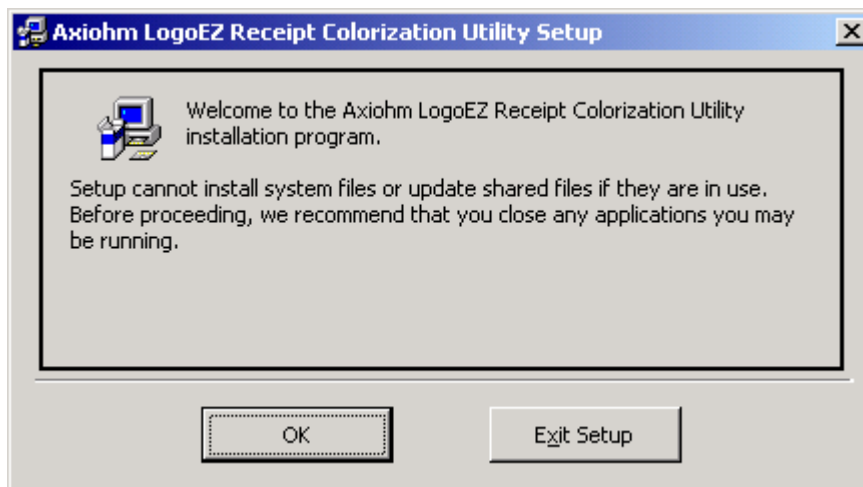 Axiohm LogoEZ Receipt Colorization Utility Setup
Welcome to the Axiohm LogoEZ Receipt Colorization Utility
installation program.
Setup cannot install system files or update shared files if they are in use.
Before proceeding, we recommend that you close any applications you may
be running.
OK
Exit Setup